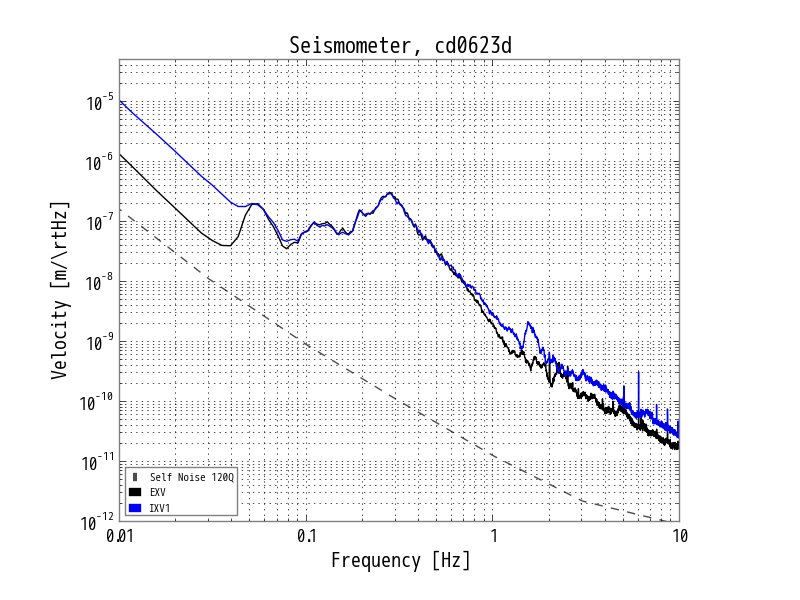 Seismometer, cd0623d
Velocity [m/\rtHz]
10-5
10-6
10-7
10-8
10-9
10-10
10-11
10-12
Self Noise 120Q
EXV
IXV1
0.01
0.1
1
10
Frequency [Hz]